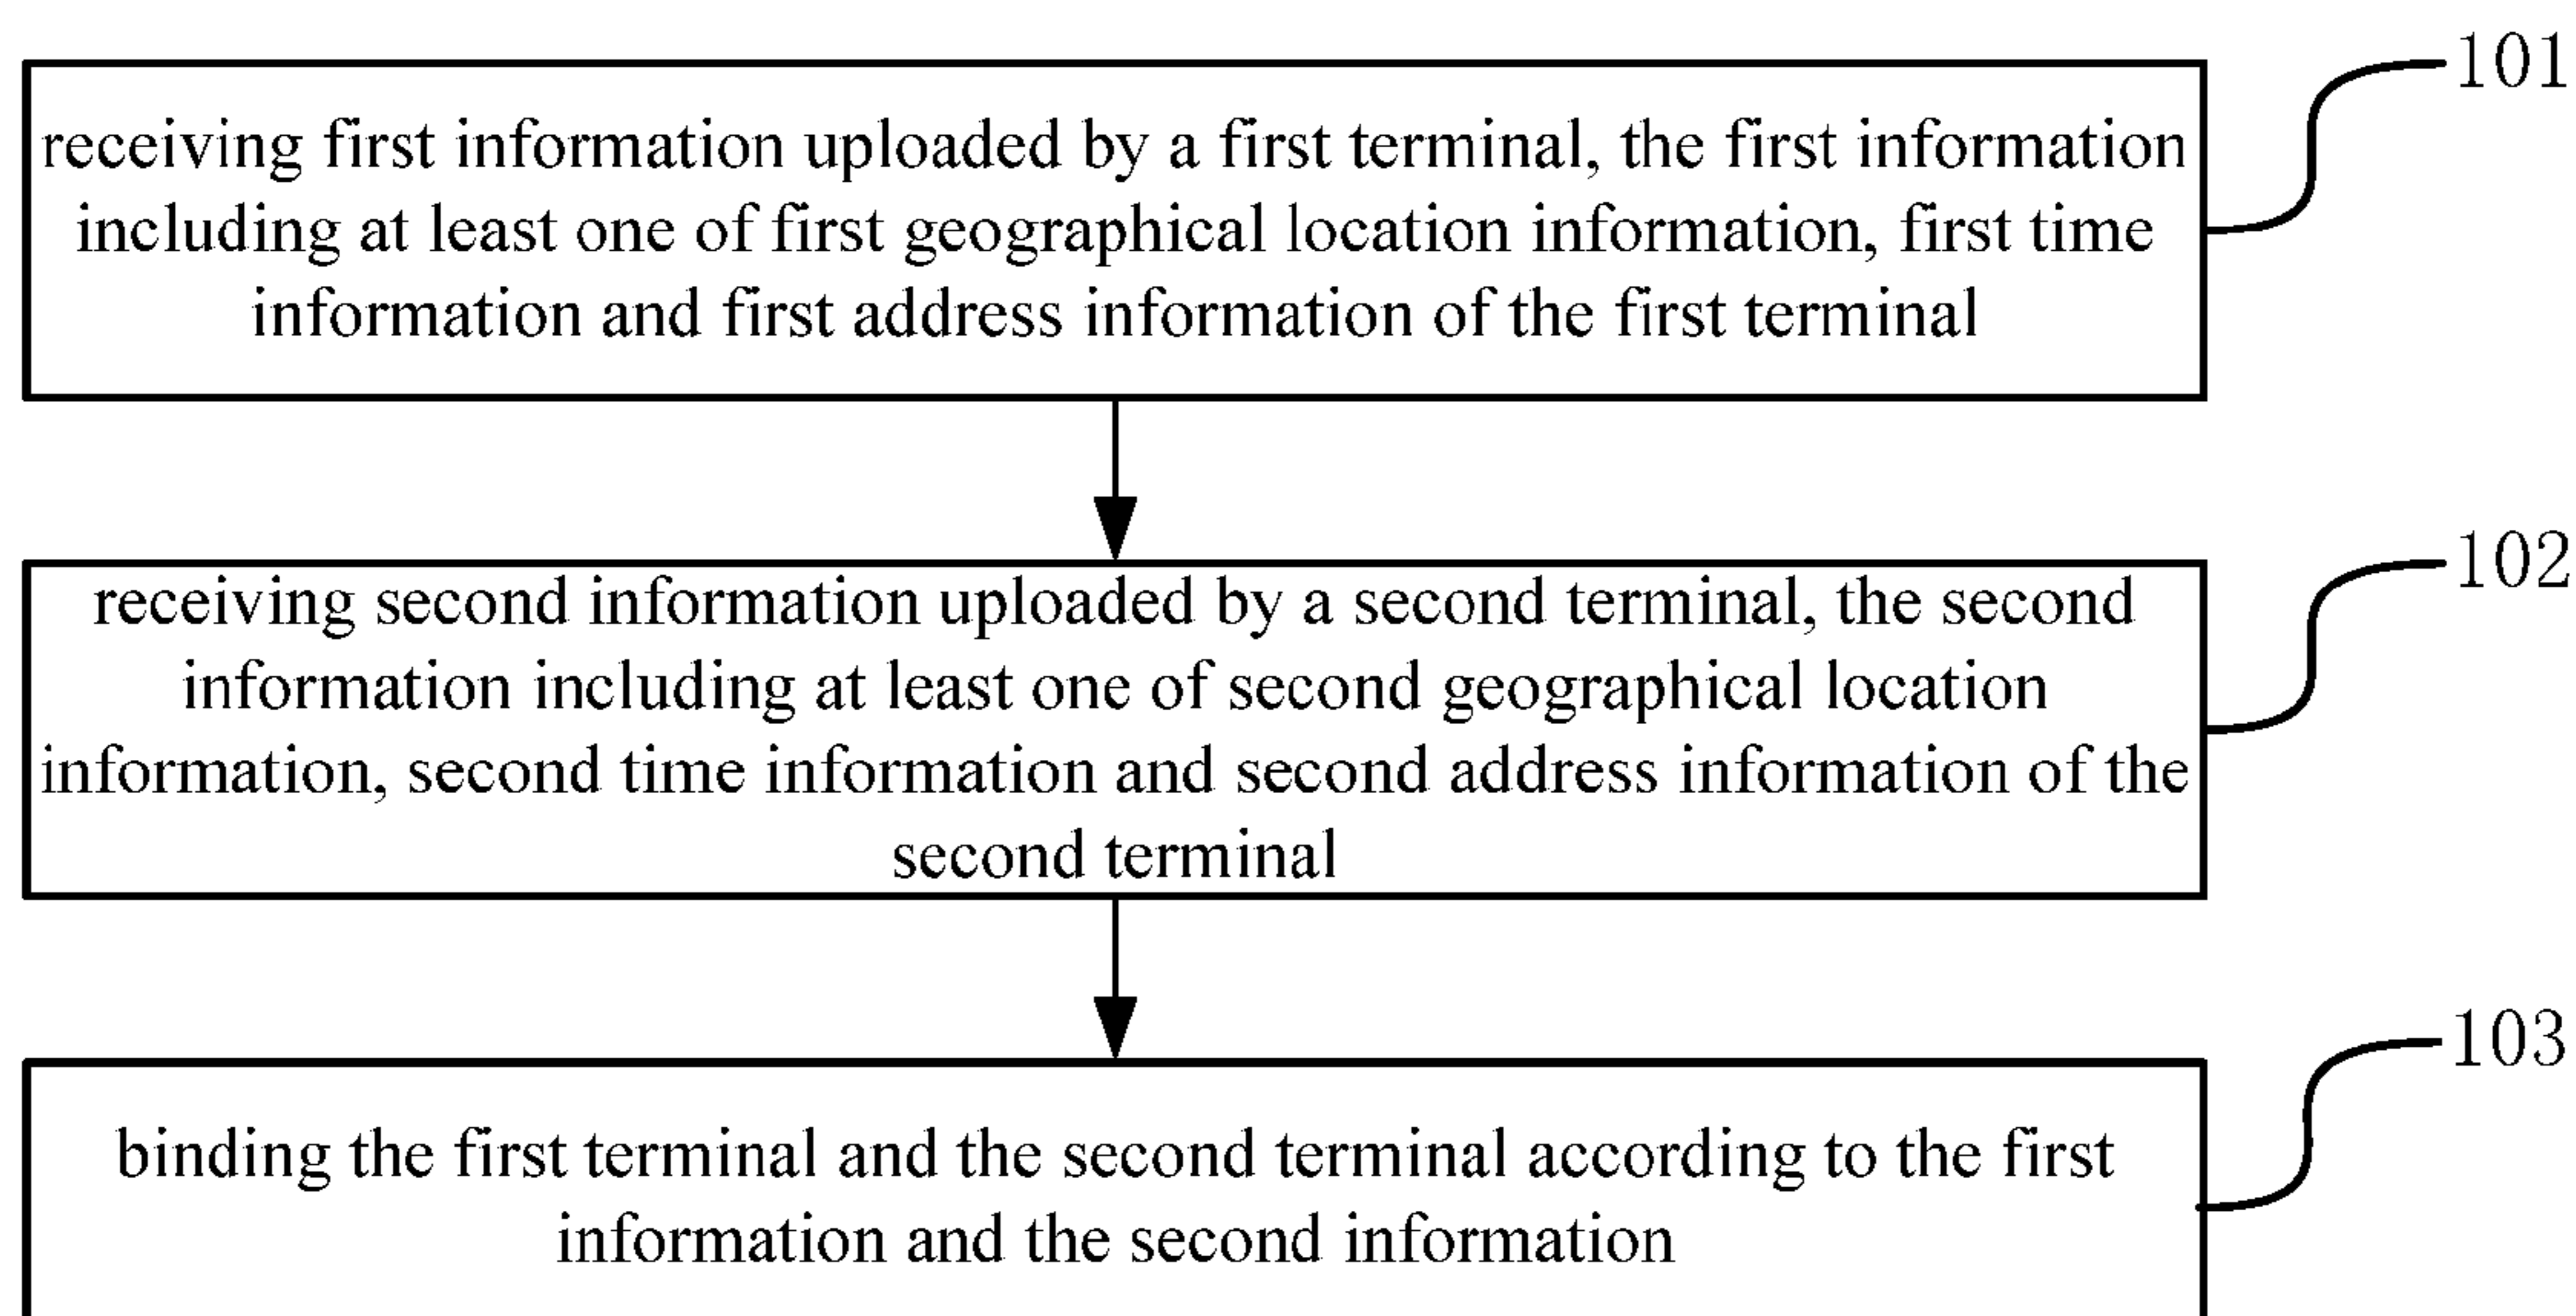 101
receiving first information uploaded by a first terminal, the first information
including at least one of first geographical location information, first time
information and first address information of the first terminal
102
receiving second information uploaded by a second terminal, the second
information including at least one of second geographical location
information, second time information and second address information of the
second terminal
103
binding the first terminal and the second terminal according to the first
information and the second information